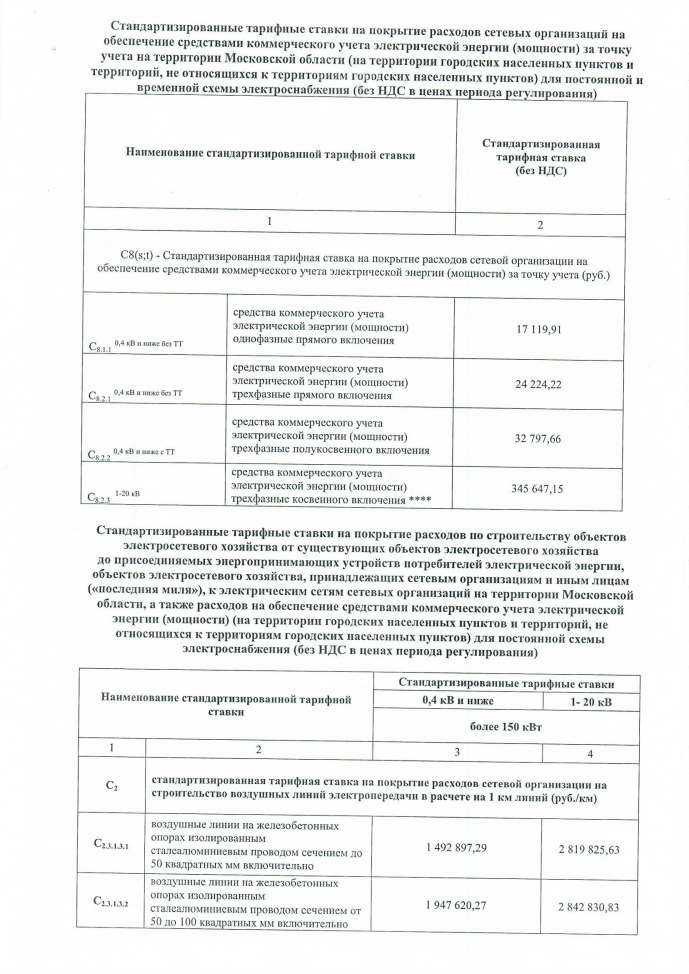 Стандартизированные тарифные ставки на покрытие расходов сетевых организаций на
обеспечение средствами коммерческого учета электрической энергии (мощности) за точку
учета на территории Московской области (на территории городских населенных пунктов и
территорий, не относящихся к территориям городских населенных пунктов) для постоянной и
временной схемы электроснабжения (без НДС в ценах периода регулирования)
Наименование стандартизированной тарифной ставки
Стандартизированная
тарифная ставка
(без НДС)
1
2
C8(s;t) - Стандартизированная тарифная ставка на покрытие расходов сетевой организации на
обеспечение средствами коммерческого учета электрической энергии (мощности) за точку учета (руб.)
C8.1.1 0,4 кВ и ниже без ТТ
средства коммерческого учета
электрической энергии (мощности)
однофазные прямого включения
17 119,91
C8.2.1 0,4 кВ и ниже без ТТ
средства коммерческого учета
электрической энергии (мощности)
трехфазные прямого включения
24 224,22
C8.2.2 0,4 кВ и ниже с ТТ
средства коммерческого учета
электрической энергии (мощности)
трехфазные полукосвенного включения
32 797,66
C8.2.3 1-20 кВ
средства коммерческого учета
электрической энергии (мощности)
трехфазные косвенного включения ****
345 647,15
Стандартизированные тарифные ставки на покрытие расходов по строительству объектов
электросетевого хозяйства от существующих объектов электросетевого хозяйства
до присоединяемых энергопринимающих устройств потребителей электрической энергии,
объектов электросетевого хозяйства, принадлежащих сетевым организациям и иным лицам
(«последняя миля»), к электрическим сетям сетевых организаций на территории Московской
области, а также расходов на обеспечение средствами коммерческого учета электрической
энергии (мощности) (на территории городских населенных пунктов и территорий, не
относящихся к территориям городских населенных пунктов) для постоянной схемы
электроснабжения (без НДС в ценах периода регулирования)
Наименование стандартизированной тарифной
ставки
Стандартизированные тарифные ставки
0,4 кВ и ниже
1- 20 кВ
более 150 кВт
1
2
3
4
C2
стандартизированная тарифная ставка на покрытие расходов сетевой организации на
строительство воздушных линий электропередачи в расчете на 1 км линий (руб./км)
C2.3.1.3.1
воздушные линии на железобетонных
опорах изолированным
сталеалюминиевым проводом сечением до
50 квадратных мм включительно
1 492 897,29
2 819 825,63
C2.3.1.3.2
воздушные линии на железобетонных
опорах изолированным
сталеалюминиевым проводом сечением от
50 до 100 квадратных мм включительно
1 947 620,27
2 842 830,83